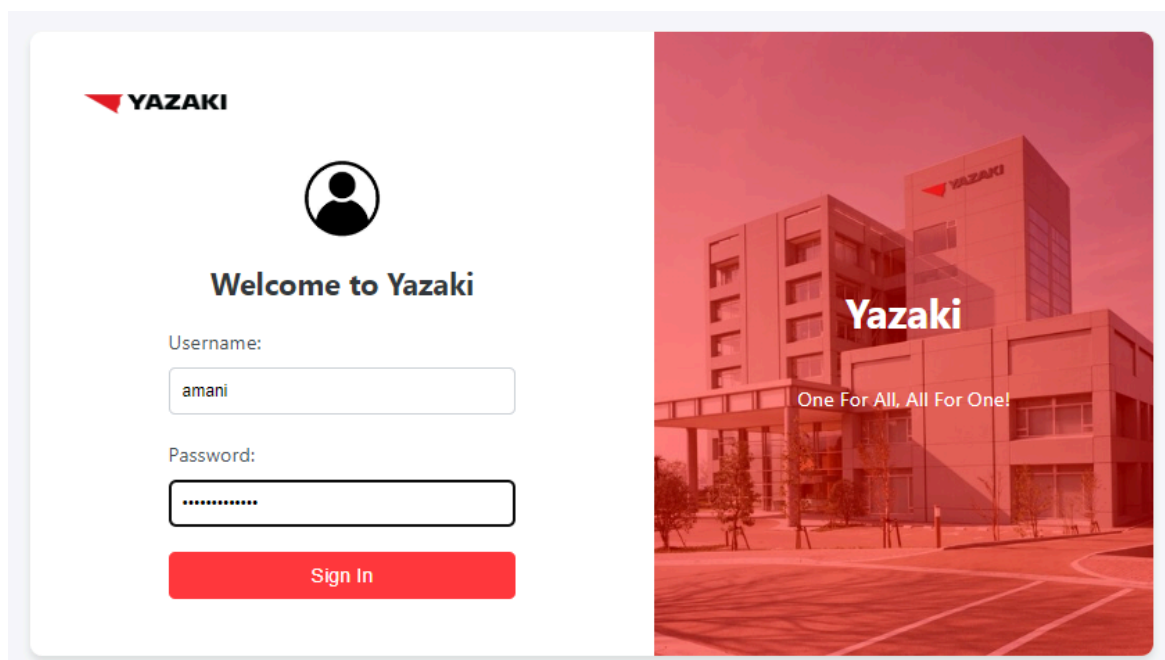 YAZAKI
Welcome to Yazaki
Username:
amani
Password:
•••••••••••••
Sign In
YAZAKI
Yazaki
One For All, All For One!